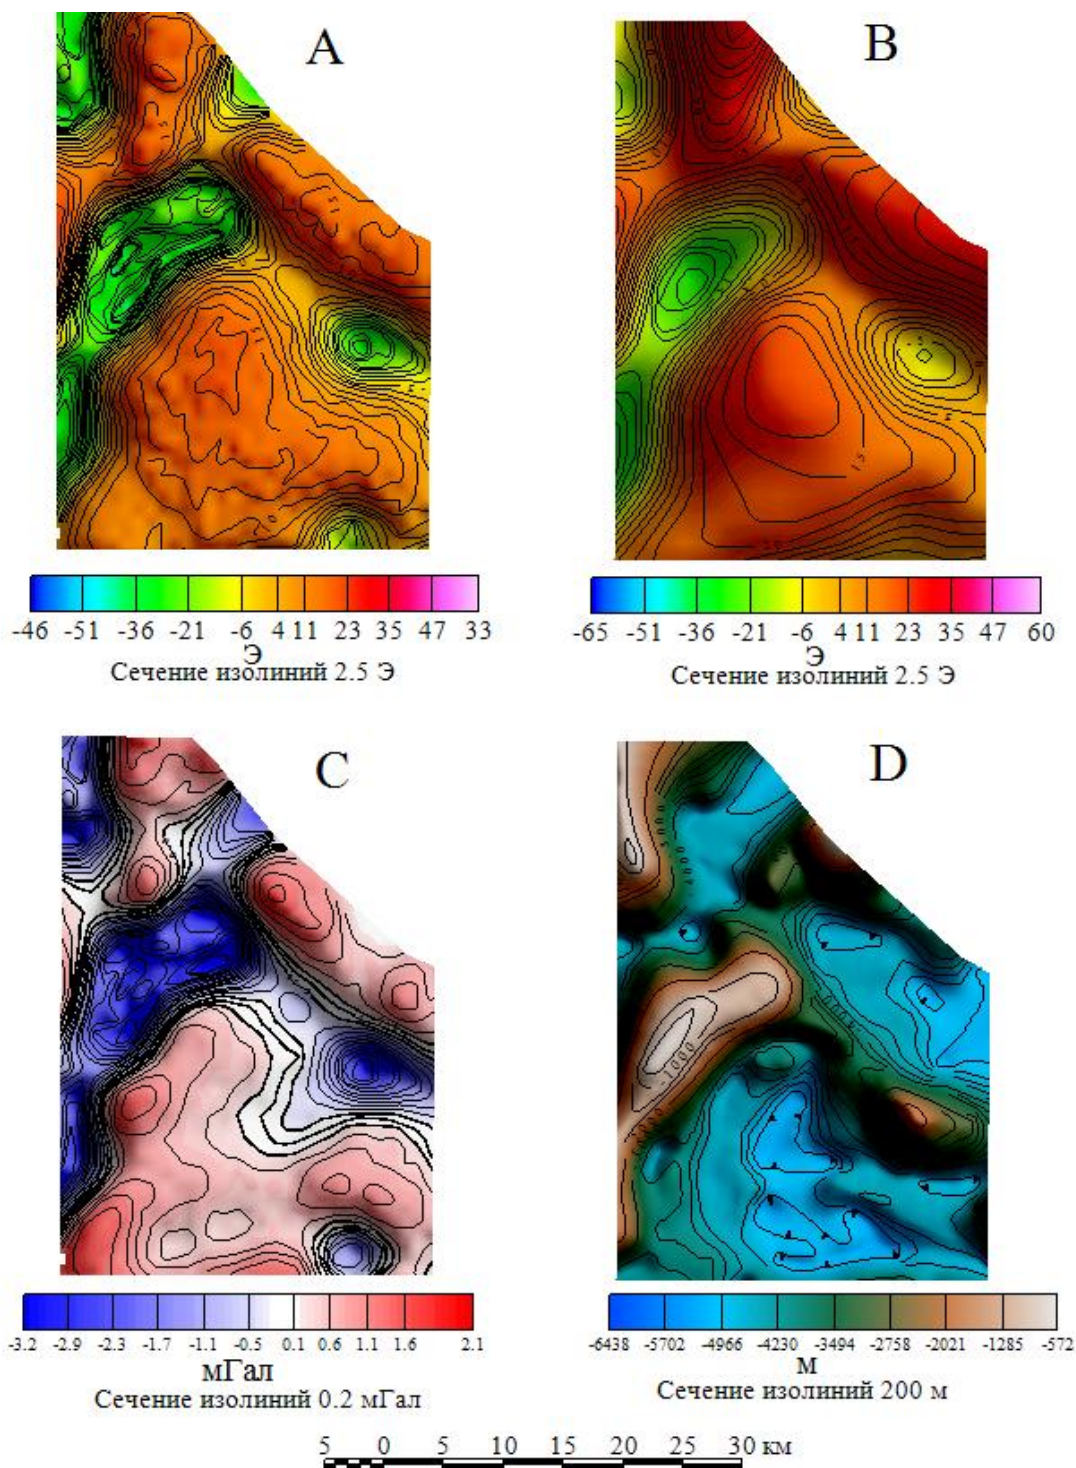 A
B
-46 -51 -36 -21 -6 4 11 23 35 47 33
Э
Сечение изолиний 2.5 Э
-65 -51 -36 -21 -6 4 11 23 35 47 60
Э
Сечение изолиний 2.5 Э
C
D
-3.2 -2.9 -2.3 -1.7 -1.1 -0.5 0.1 0.6 1.1 1.6 2.1
мГал
Сечение изолиний 0.2 мГал
-6438 -5702 -4966 -4230 -3494 -2758 -2021 -1285 -572
м
Сечение изолиний 200 м
5 0 5 10 15 20 25 30 км